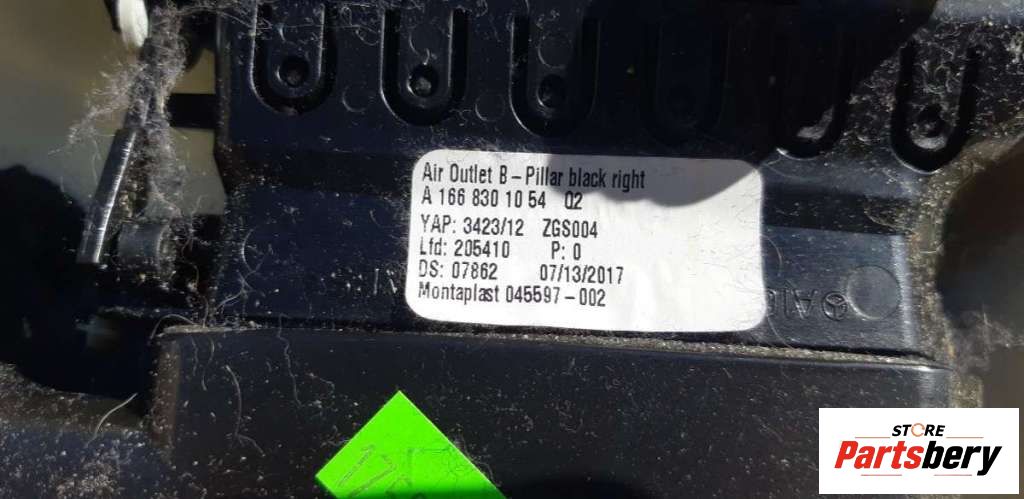 Air Outlet B - Pillar black right
A 166 830 10 54 Q2
YAP: 3423/12 ZGS004
Lfd: 205410 P: 0
DS: 07862 07/13/2017
Montaplast 045597-002
STORE
Partsbery